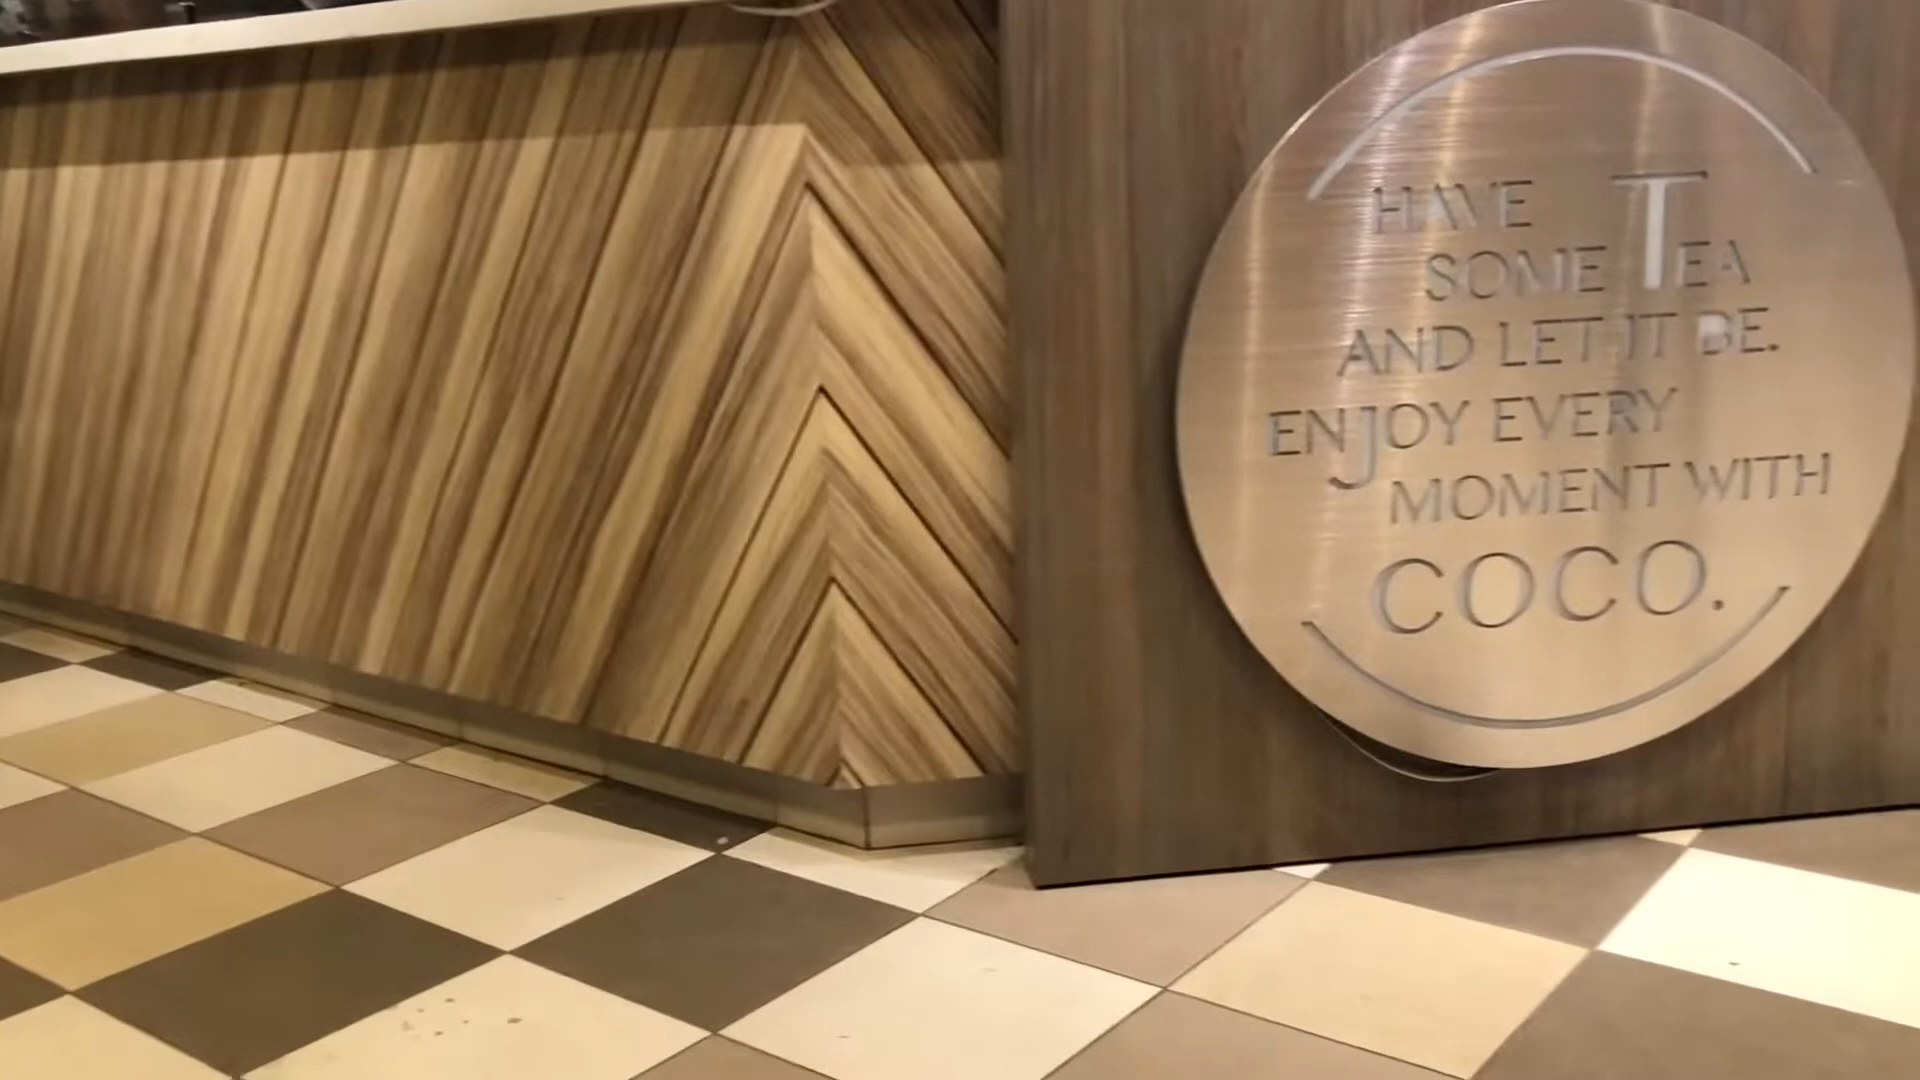 HAVE
SOME TEA
AND LET IT BE.
ENJOY EVERY
MOMENT WITH
COCO.